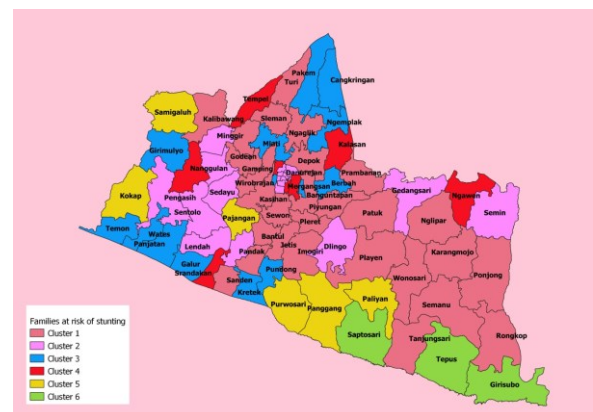 Pakem
Turi
Cangkringan
Tempel
Samigaluh
Kalibawang
Sleman
Ngemplak
Minggir
Ngaglik
Girimulyo
Mlati
Kalasan
Godean
Depok
Nanggulan
Gamping
Danurejan
Prambanan
Wirobrajan
Mergangsan
Berbah
Gedangsari
Ngawen
Kokap
Pengasih
Sedayu
Kasihan
Banguntapan
Semin
Sentolo
Pajangan
Sewon
Pleret
Piyungan
Patuk
Nglipar
Temon
Wates
Panjatan
Lendah
Bantul
Jetis
Imogiri
Dlingo
Playen
Karangmojo
Galur
Pandak
Wonosari
Ponjong
Srandakan
Sanden
Pundong
Kretek
Purwosari
Panggang
Paliyan
Semanu
Saptosari
Tanjungsari
Rongkop
Tepus
Girisubo
Families at risk of stunting
Cluster 1
Cluster 2
Cluster 3
Cluster 4
Cluster 5
Cluster 6